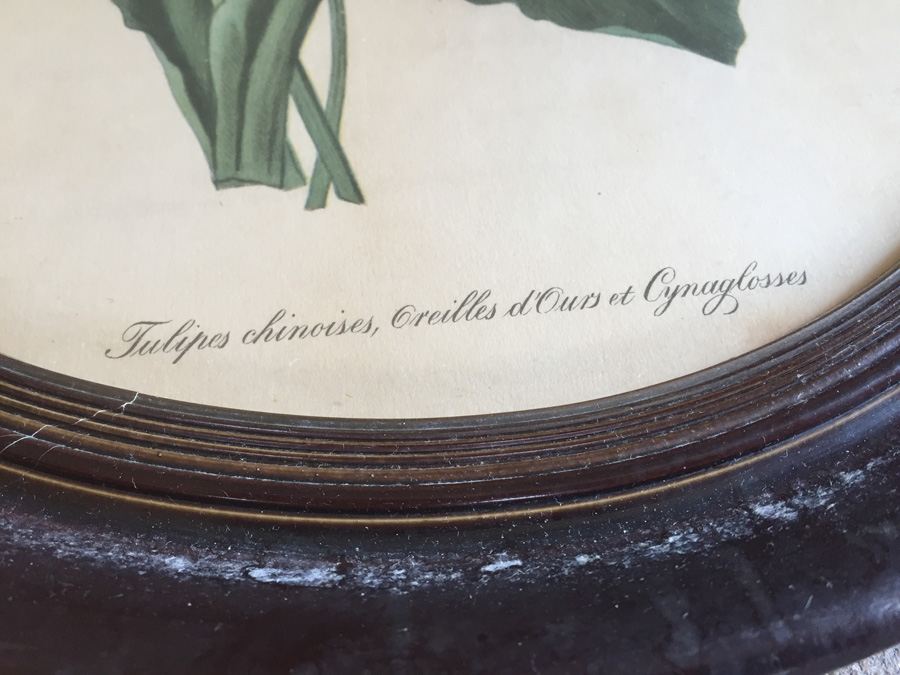 Tulipes chinoises, Oreilles d'Ours et Cynaglosses